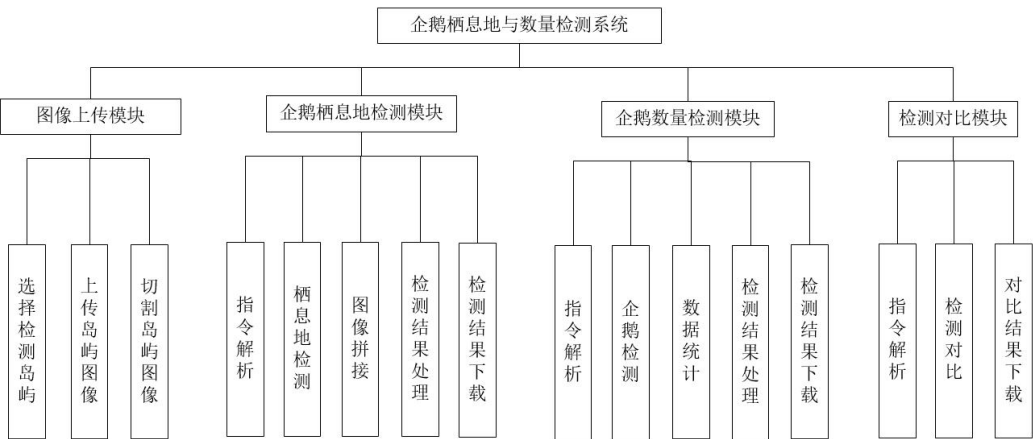 企鹅栖息地与数量检测系统
图像上传模块
企鹅栖息地检测模块
企鹅数量检测模块
检测对比模块
选择检测岛屿
上传岛屿图像
切割岛屿图像
指令解析
栖息地检测
图像拼接
检测结果处理
检测结果下载
指令解析
企鹅检测
数据统计
检测结果处理
检测结果下载
指令解析
检测对比
对比结果下载